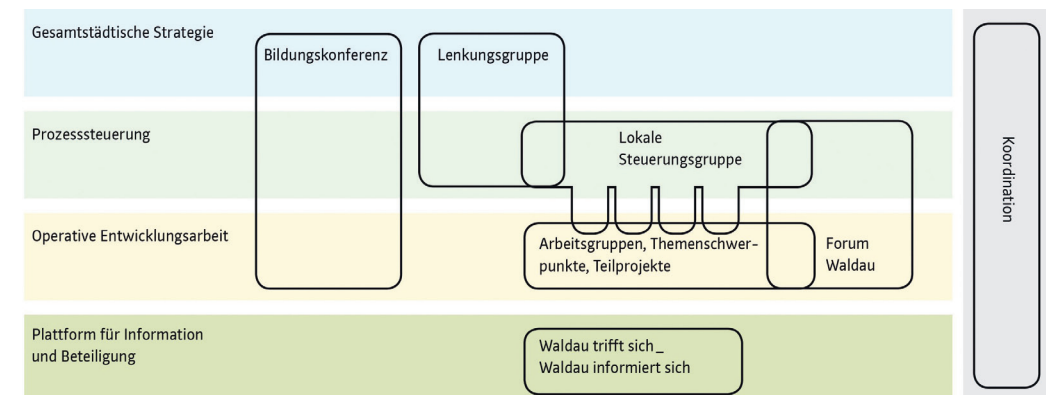 Gesamtstädtische Strategie
Bildungskonferenz
Lenkungsgruppe
Prozesssteuerung
Lokale
Steuerungsgruppe
Koordination
Operative Entwicklungsarbeit
Arbeitsgruppen, Themenschwer-
punkte, Teilprojekte
Forum
Waldau
Plattform für Information
und Beteiligung
Waldau trifft sich_
Waldau informiert sich